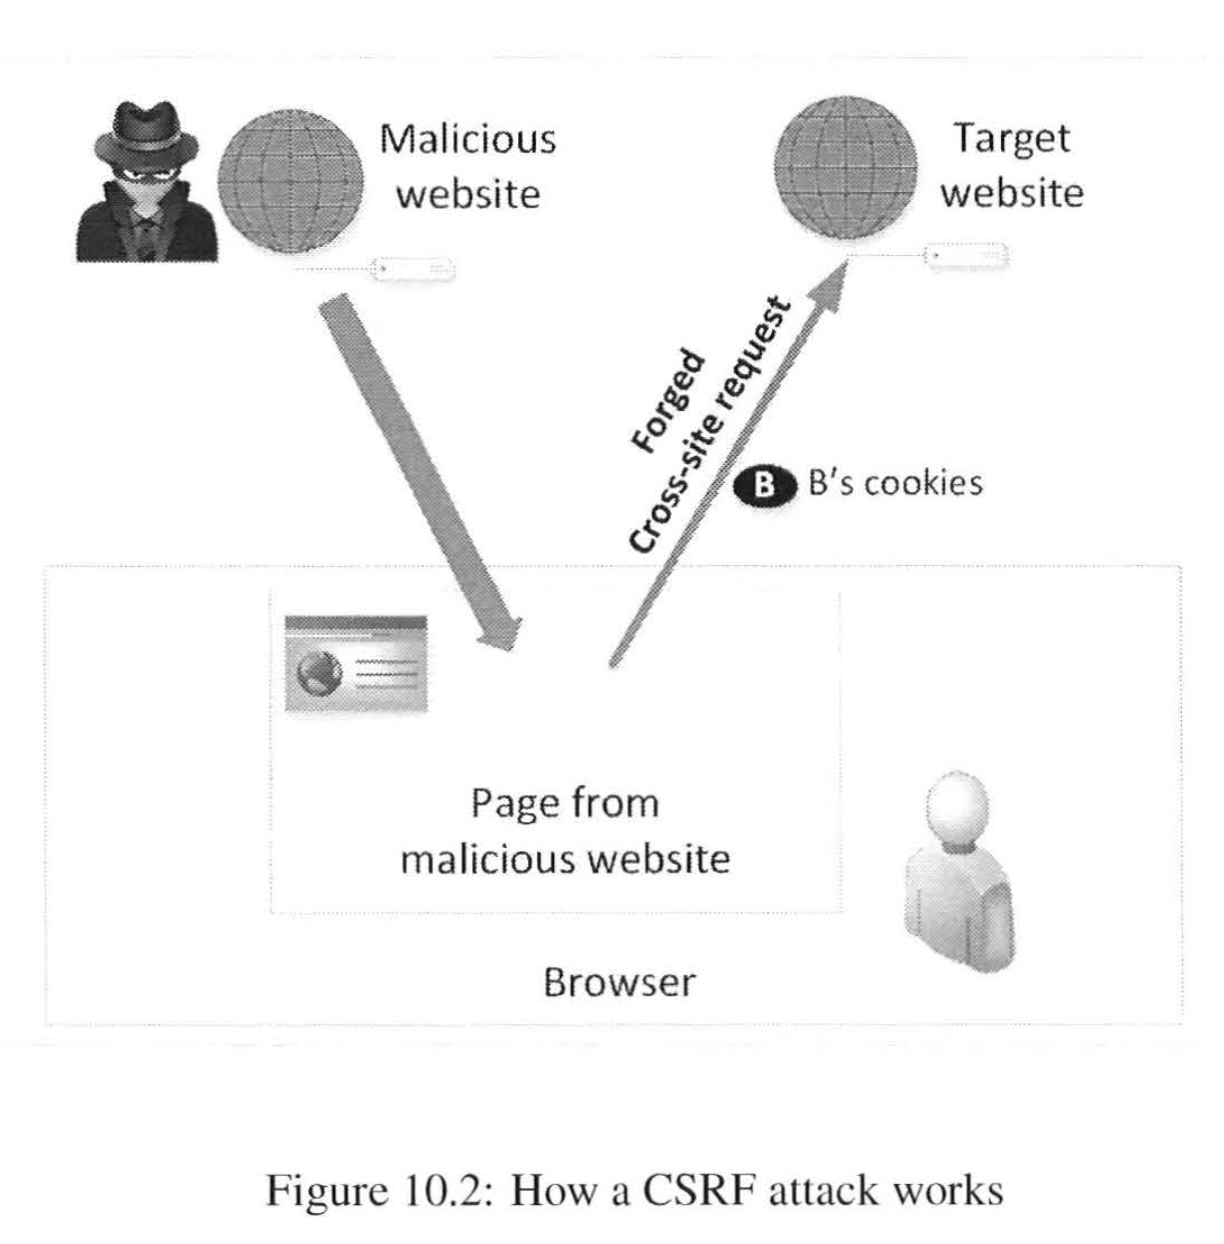 Malicious
website
Target
website
Forged
Cross-site request
B
B's cookies
Page from
malicious website
Browser
Figure 10.2: How a CSRF attack works